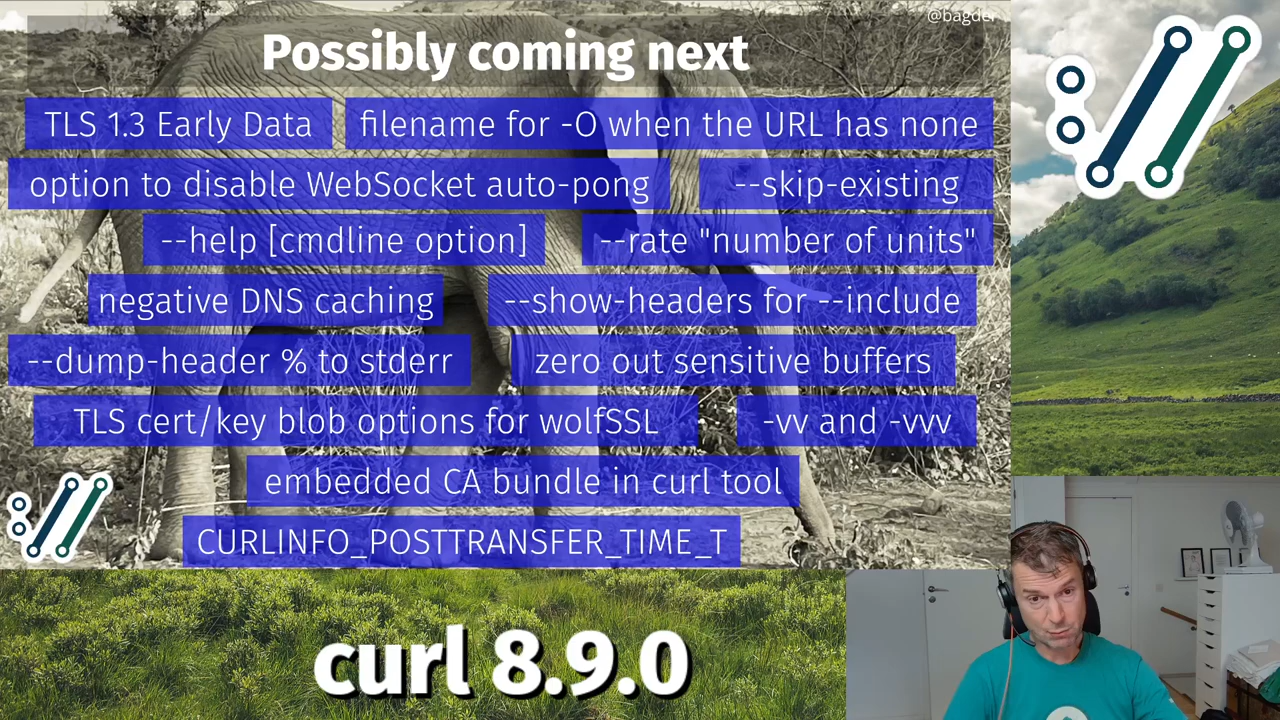 @bagder
Possibly coming next
TLS 1.3 Early Data filename for -O when the URL has none
option to disable WebSocket auto-pong --skip-existing
--help [cmdline option] --rate "number of units"
negative DNS caching --show-headers for --include
--dump-header % to stderr zero out sensitive buffers
TLS cert/key blob options for wolfSSL -vv and -vvv
embedded CA bundle in curl tool
CURLINFO_POSTTRANSFER_TIME_T
curl 8.9.0